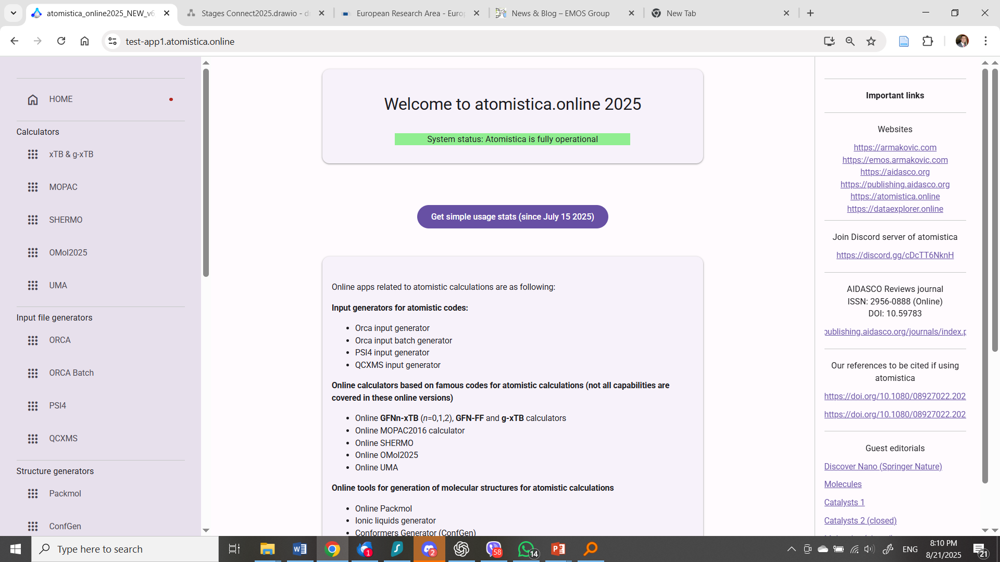 atomistica_online2025_NEW_v6
Stages Connect2025.drawio - dr
European Research Area - Euro
News & Blog – EMOS Group
New Tab
test-app1.atomistica.online
HOME
Calculators
xTB & g-xTB
MOPAC
SHERMO
OMol2025
UMA
Input file generators
ORCA
ORCA Batch
PSI4
QCXMS
Structure generators
Packmol
ConfGen
Welcome to atomistica.online 2025
System status: Atomistica is fully operational
Get simple usage stats (since July 15 2025)
Online apps related to atomistic calculations are as following:
Input generators for atomistic codes:
• Orca input generator
• Orca input batch generator
• PSI4 input generator
• QCXMS input generator
Online calculators based on famous codes for atomistic calculations (not all capabilities are
covered in these online versions)
• Online GFNn-xTB (n=0,1,2), GFN-FF and g-xTB calculators
• Online MOPAC2016 calculator
• Online SHERMO
• Online OMol2025
• Online UMA
Online tools for generation of molecular structures for atomistic calculations
• Online Packmol
• Ionic liquids generator
• Conformers Generator (ConfGen)
Important links
Websites
https://armakovic.com
https://emos.armakovic.com
https://aidasco.org
https://publishing.aidasco.org
https://atomistica.online
https://dataexplorer.online
Join Discord server of atomistica
https://discord.gg/cDcTT6NknH
AIDASCO Reviews journal
ISSN: 2956-0888 (Online)
DOI: 10.59783
publishing.aidasco.org/journals/index.p
Our references to be cited if using
atomistica
https://doi.org/10.1080/08927022.202
https://doi.org/10.1080/08927022.202
Guest editorials
Discover Nano (Springer Nature)
Molecules
Catalysts 1
Catalysts 2 (closed)
Type here to search
1
2
58
14
ENG
8:10 PM
8/21/2025
21